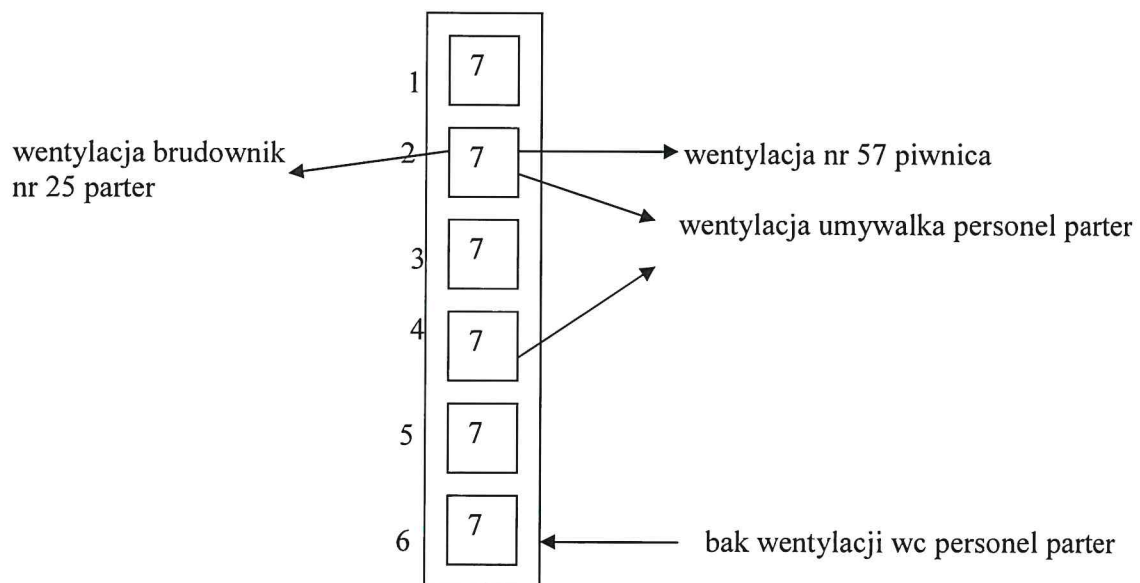 7
1
wentylacja brudownik
nr 25 parter
2
7
wentylacja nr 57 piwnica
wentylacja umywalka personel parter
3
7
4
7
5
7
6
7
bak wentylacji wc personel parter